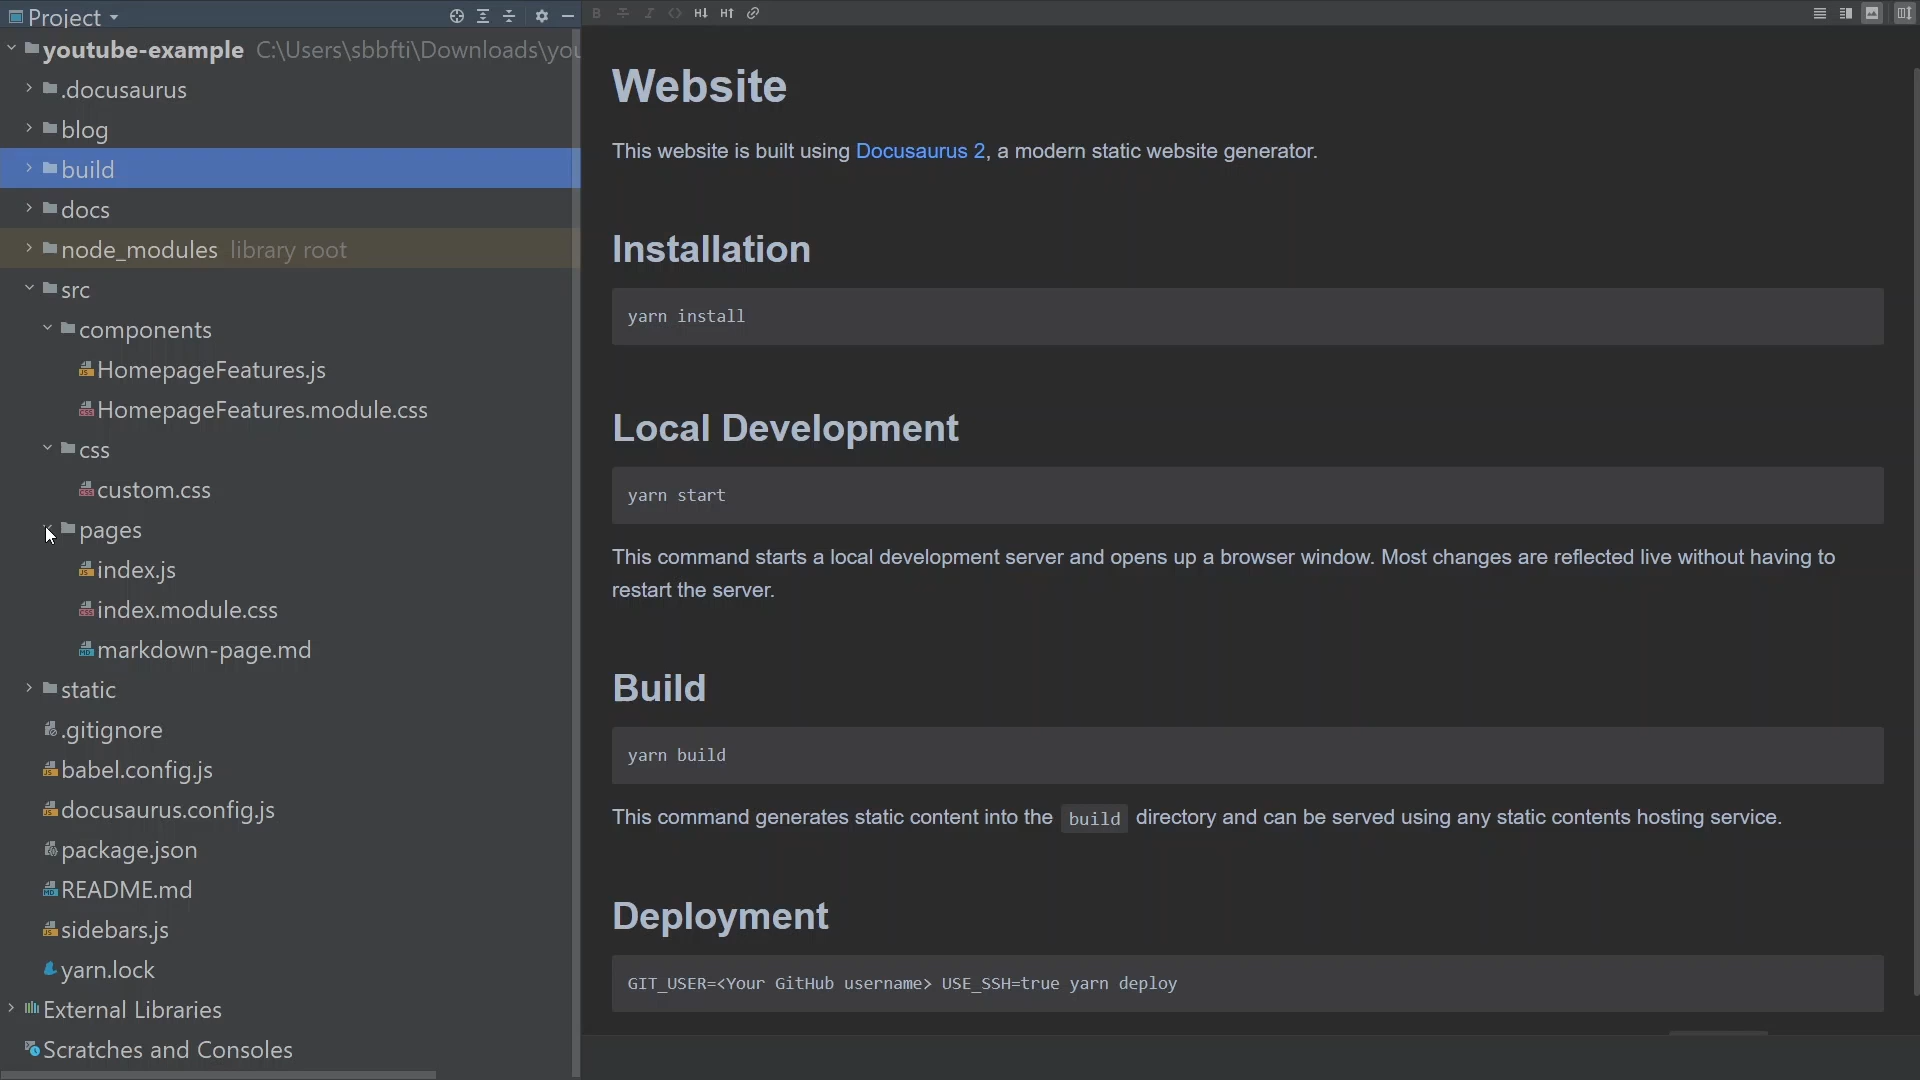 Project
youtube-example C:\Users\sbbfti\Downloads\you
.docusaurus
blog
build
docs
node_modules library root
src
components
HomepageFeatures.js
HomepageFeatures.module.css
css
custom.css
pages
index.js
index.module.css
markdown-page.md
static
.gitignore
babel.config.js
docusaurus.config.js
package.json
README.md
sidebars.js
yarn.lock
External Libraries
Scratches and Consoles
B I <> H↓ H↑
Website
This website is built using Docusaurus 2, a modern static website generator.
Installation
yarn install
Local Development
yarn start
This command starts a local development server and opens up a browser window. Most changes are reflected live without having to
restart the server.
Build
yarn build
This command generates static content into the build directory and can be served using any static contents hosting service.
Deployment
GIT_USER=<Your GitHub username> USE_SSH=true yarn deploy